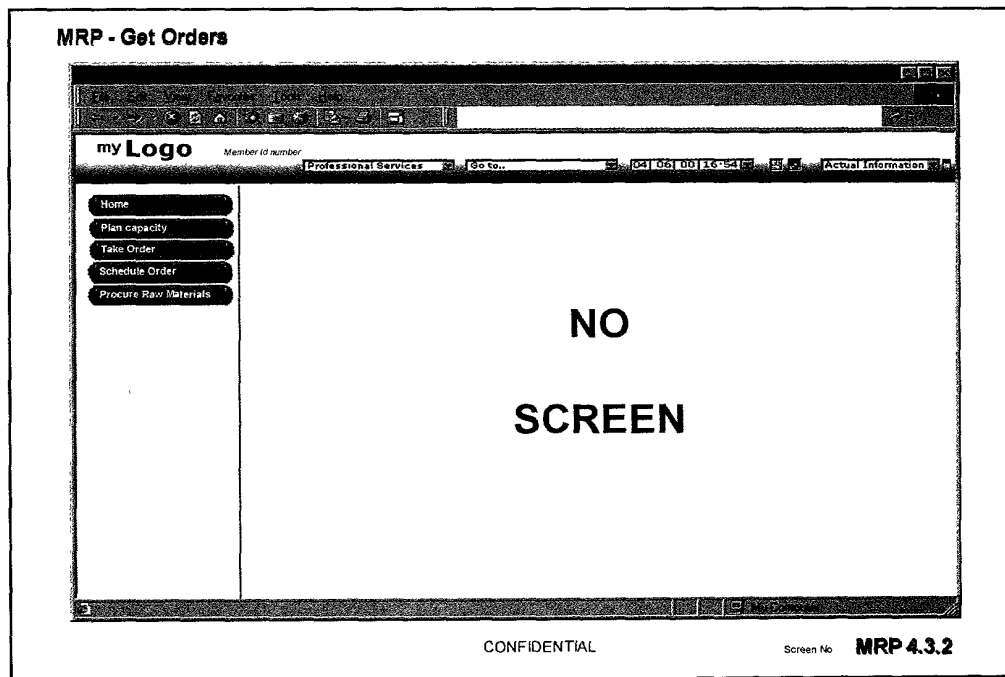 MRP - Get Orders
File Edit View Favorites Tools Help
my Logo Member id number Professional Services Go to.. 04 06 00 16:54 Actual Information
Home
Plan capacity
Take Order
Schedule Order
Procure Raw Materials
NO
SCREEN
My Computer
CONFIDENTIAL Screen No MRP 4.3.2